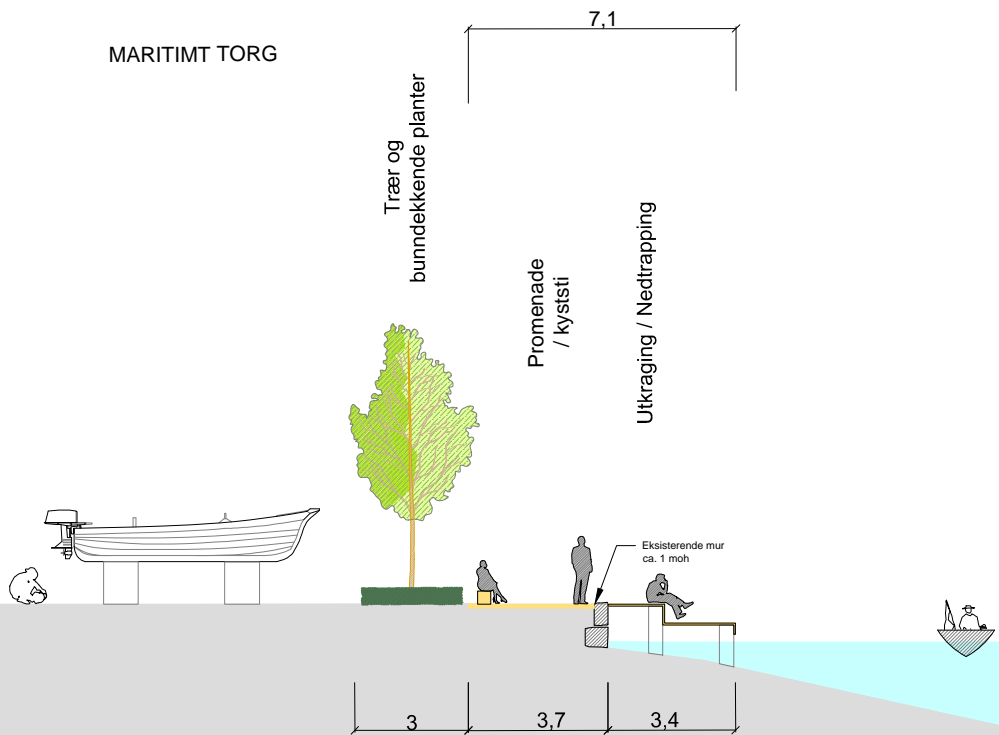 7,1
MARITIMT TORG
Trær og
bunndekkende planter
Promenade
/ kyststi
Utkraging / Nedtrapping
Eksisterende mur
ca. 1 moh
3
3,7
3,4